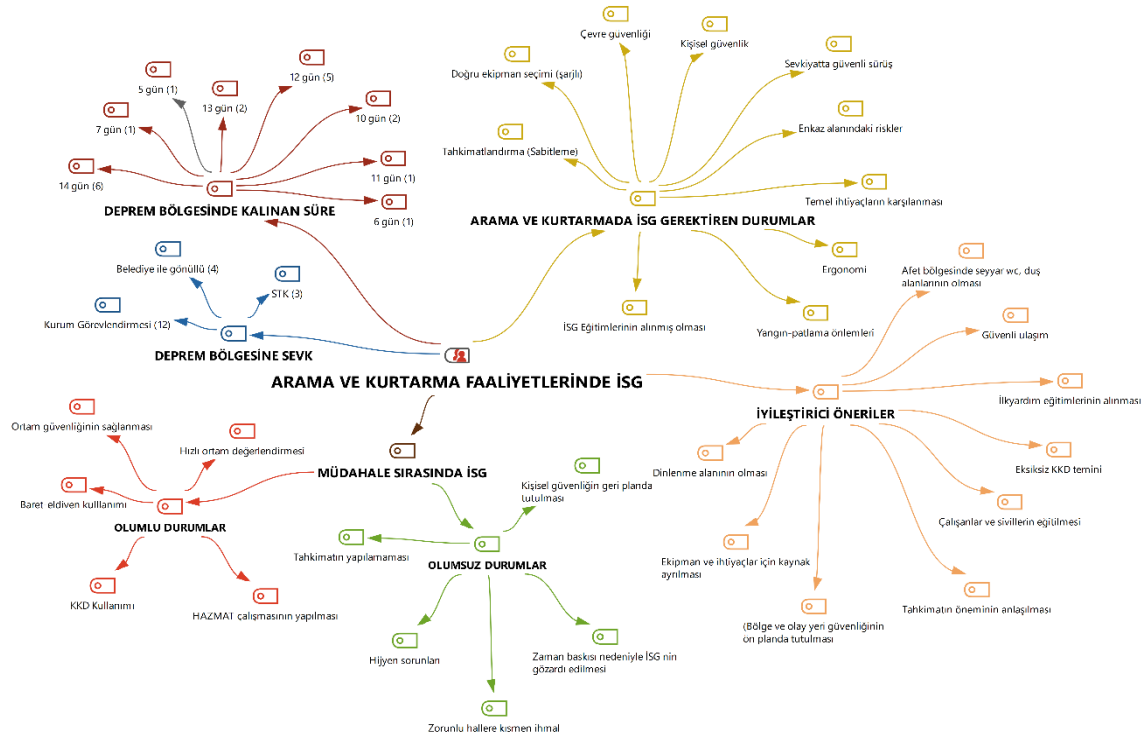 Çevre güvenliği
Kişisel güvenlik
Doğru ekipman seçimi (şarjlı)
Sevkiyatta güvenli sürüş
Enkaz alanındaki riskler
Tahkimatlandırma (Sabitleme)
Temel ihtiyaçların karşılanması
ARAMA VE KURTARMADA İSG GEREKTİREN DURUMLAR
Ergonomi
İSG Eğitimlerinin alınmış olması
Yangın-patlama önlemleri
12 gün (5)
5 gün (1)
13 gün (2)
7 gün (1)
10 gün (2)
14 gün (6)
11 gün (1)
6 gün (1)
DEPREM BÖLGESİNDE KALINAN SÜRE
Belediye ile gönüllü (4)
STK (3)
Kurum Görevlendirmesi (12)
DEPREM BÖLGESİNE SEVK
ARAMA VE KURTARMA FAALİYETLERİNDE İSG
Afet bölgesinde seyyar wc, duş
alanlarının olması
Güvenli ulaşım
İlkyardım eğitimlerinin alınması
İYİLEŞTİRİCİ ÖNERİLER
Eksiksiz KKD temini
Dinlenme alanının olması
Çalışanlar ve sivillerin eğitilmesi
Ekipman ve ihtiyaçlar için kaynak
ayrılması
Tahkimatın öneminin anlaşılması
(Bölge ve olay yeri güvenliğinin
ön planda tutulması
MÜDAHALE SIRASINDA İSG
Ortam güvenliğinin sağlanması
Hızlı ortam değerlendirmesi
Baret eldiven kulllanımı
OLUMLU DURUMLAR
KKD Kullanımı
HAZMAT çalışmasının yapılması
Kişisel güvenliğin geri planda
tutulması
Tahkimatın yapılamaması
OLUMSUZ DURUMLAR
Hijyen sorunları
Zaman baskısı nedeniyle İSG nin
gözardı edilmesi
Zorunlu hallere kısmen ihmal